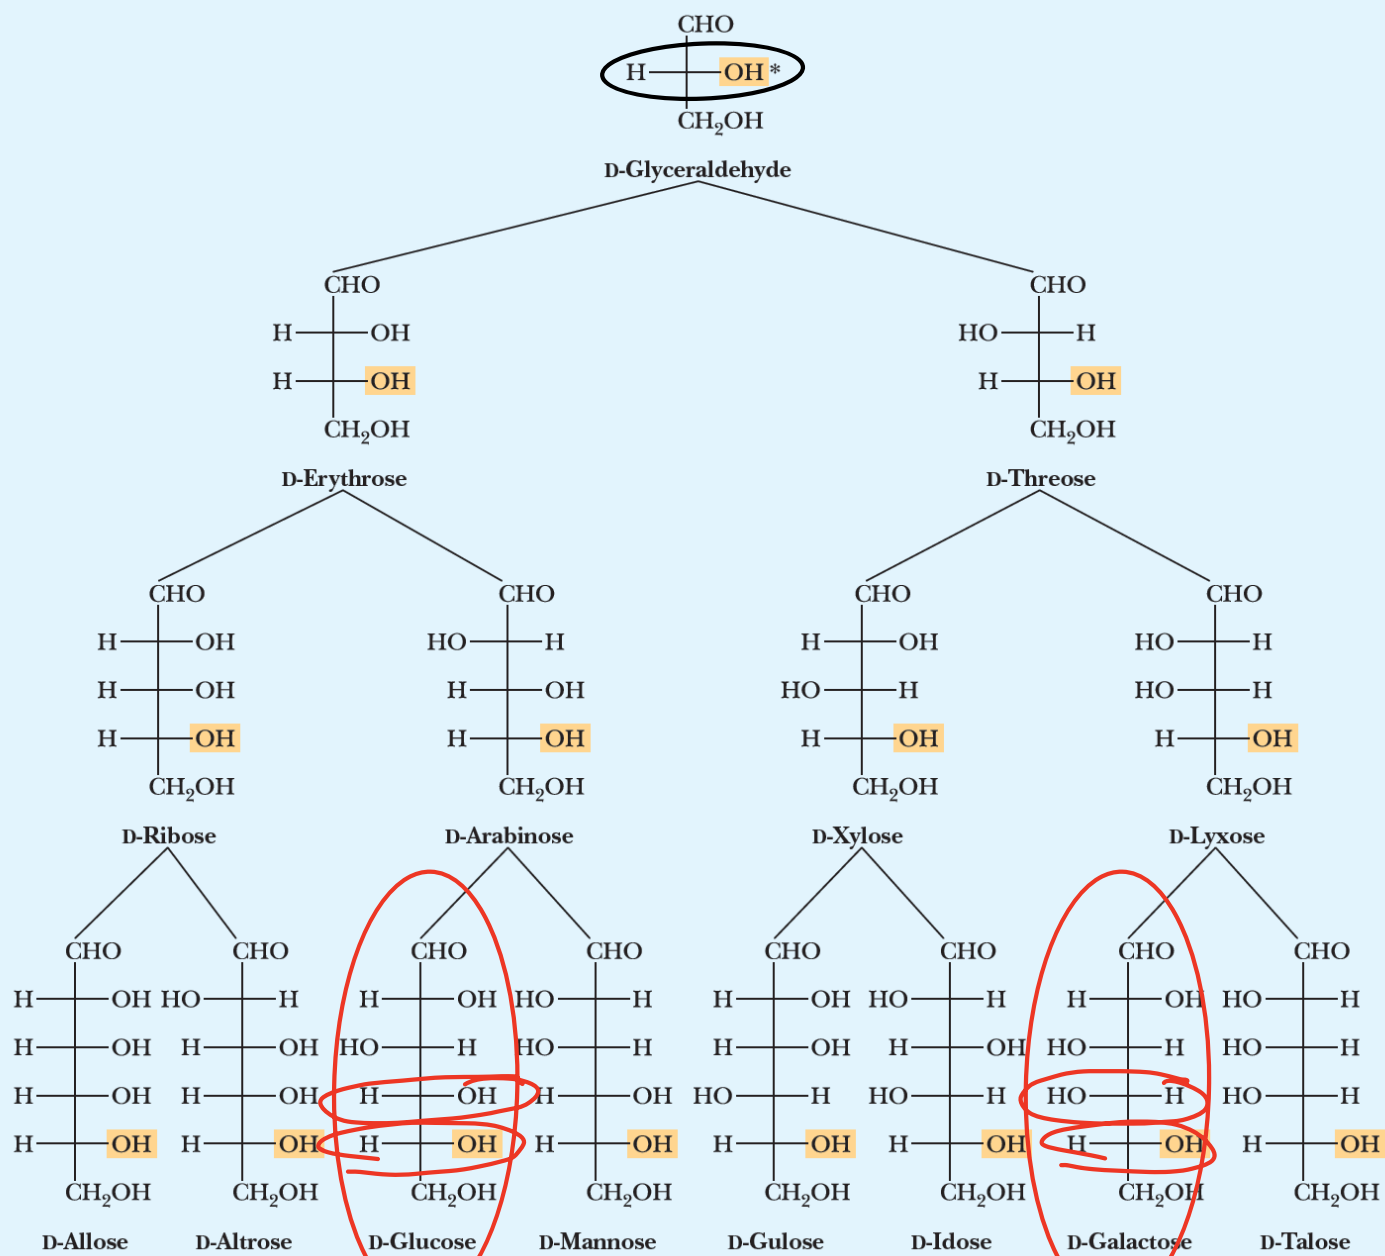 CHO
H OH*
CH₂OH
D-Glyceraldehyde
CHO CHO
H OH HO H
H OH H OH
CH₂OH CH₂OH
D-Erythrose D-Threose
CHO CHO CHO CHO
H OH HO H H OH HO H
H OH H OH HO H HO H
H OH H OH H OH H OH
CH₂OH CH₂OH CH₂OH CH₂OH
D-Ribose D-Arabinose D-Xylose D-Lyxose
CHO CHO CHO CHO CHO CHO CHO CHO
H OH HO H H OH HO H H OH HO H H OH HO H
H OH H OH HO H HO H H OH H OH HO H HO H
H OH H OH H OH H OH HO H HO H HO H HO H
H OH H OH H OH H OH H OH H OH H OH H OH
CH₂OH CH₂OH CH₂OH CH₂OH CH₂OH CH₂OH CH₂OH CH₂OH
D-Allose D-Altrose D-Glucose D-Mannose D-Gulose D-Idose D-Galactose D-Talose